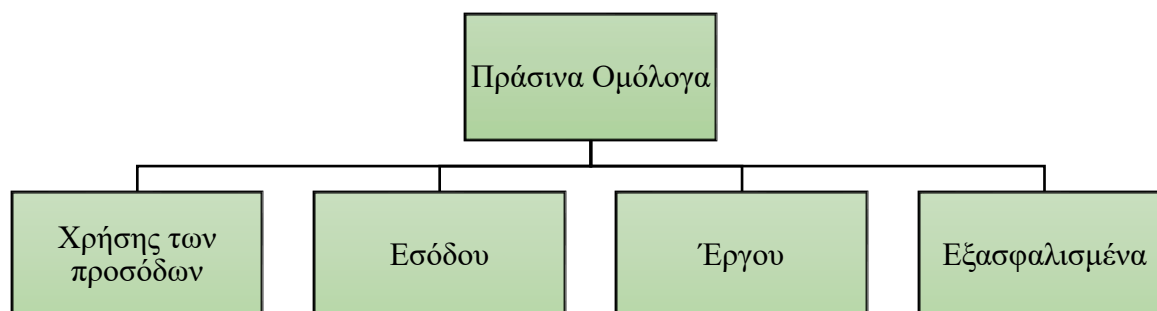 Πράσινα Ομόλογα
Χρήσης των
προσόδων
Εσόδου
Έργου
Εξασφαλισμένα